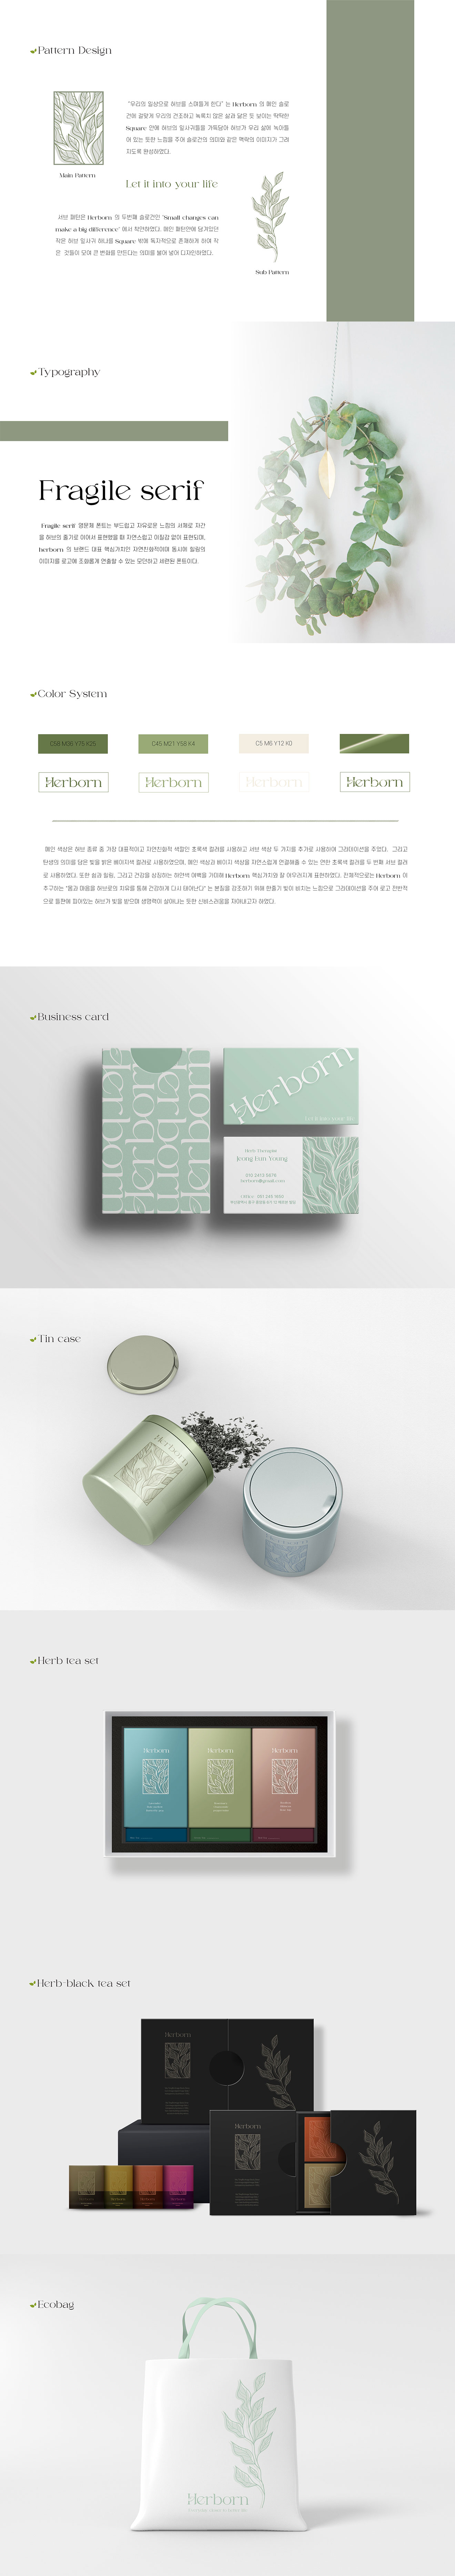 Pattern Design
"우리의 일상으로 허브를 스며들게 한다" 는 Herborn 의 메인 슬로
건에 걸맞게 우리의 건조하고 녹록지 않은 삶과 닮은 듯 보이는 딱딱한
Square 안에 허브의 잎사귀들을 가득담아 허브가 우리 삶에 녹아들
어 있는 듯한 느낌을 주어 슬로건의 의미와 같은 맥락의 이미지가 그려
지도록 완성하였다.
Main Pattern
Let it into your life
서브 패턴은 Herborn 의 두번째 슬로건인 "Small changes can
make a big difference" 에서 착안하였다. 메인 패턴안에 담겨있던
작은 허브 잎사귀 하나를 Square 밖에 독자적으로 존재하게 하여 작
은 것들이 모여 큰 변화를 만든다는 의미를 불어 넣어 디자인하였다.
Sub Pattern
Typography
Fragile serif
Fragile serif 영문체 폰트는 부드럽고 자유로운 느낌의 서체로 자간
을 허브의 줄기로 이어서 표현했을 때 자연스럽고 이질감 없이 표현되며,
herborn 의 브랜드 대표 핵심가치인 자연친화적이며 동시에 힐링의
이미지를 로고에 조화롭게 연출할 수 있는 모던하고 세련된 폰트이다.
Color System
C45 M21 Y58 K4
C5 M6 Y12 K0
Herborn
Herborn
Herborn
Herborn
메인 색상은 허브 종류 중 가장 대표적이고 자연친화적 색깔인 초록색 컬러를 사용하고 서브 색상 두 가지를 추가로 사용하여 그라데이션을 주었다. 그리고
탄생의 의미를 담은 빛을 밝은 베이지색 컬러로 사용하였으며, 메인 색상과 베이지 색상을 자연스럽게 연결해줄 수 있는 연한 초록색 컬러를 두 번째 서브 컬러
로 사용하였다. 또한 쉼과 힐링, 그리고 건강을 상징하는 하얀색 여백을 가미해 Herborn 핵심가치와 잘 어우러지게 표현하였다. 전체적으로는 Herborn 이
추구하는 "몸과 마음을 허브로의 치유를 통해 건강하게 다시 태어난다" 는 본질을 강조하기 위해 한줄기 빛이 비치는 느낌으로 그라데이션을 주어 로고 전반적
으로 들판에 피어있는 허브가 빛을 받으며 생명력이 살아나는 듯한 신비스러움을 자아내고자 하였다.
Business card
Herborn
Herborn
Herb Therapist
Jeong Eun Young
Tin case
Herborn
Herb tea set
Herborn
Herborn
Herborn
Herb-black tea set
Herborn
Herborn
Ecobag
Herborn